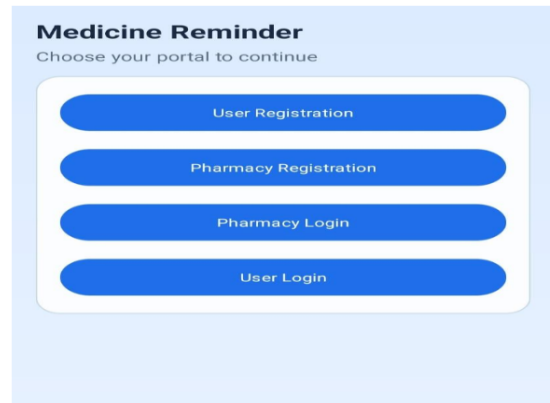 Medicine Reminder
Choose your portal to continue
User Registration
Pharmacy Registration
Pharmacy Login
User Login